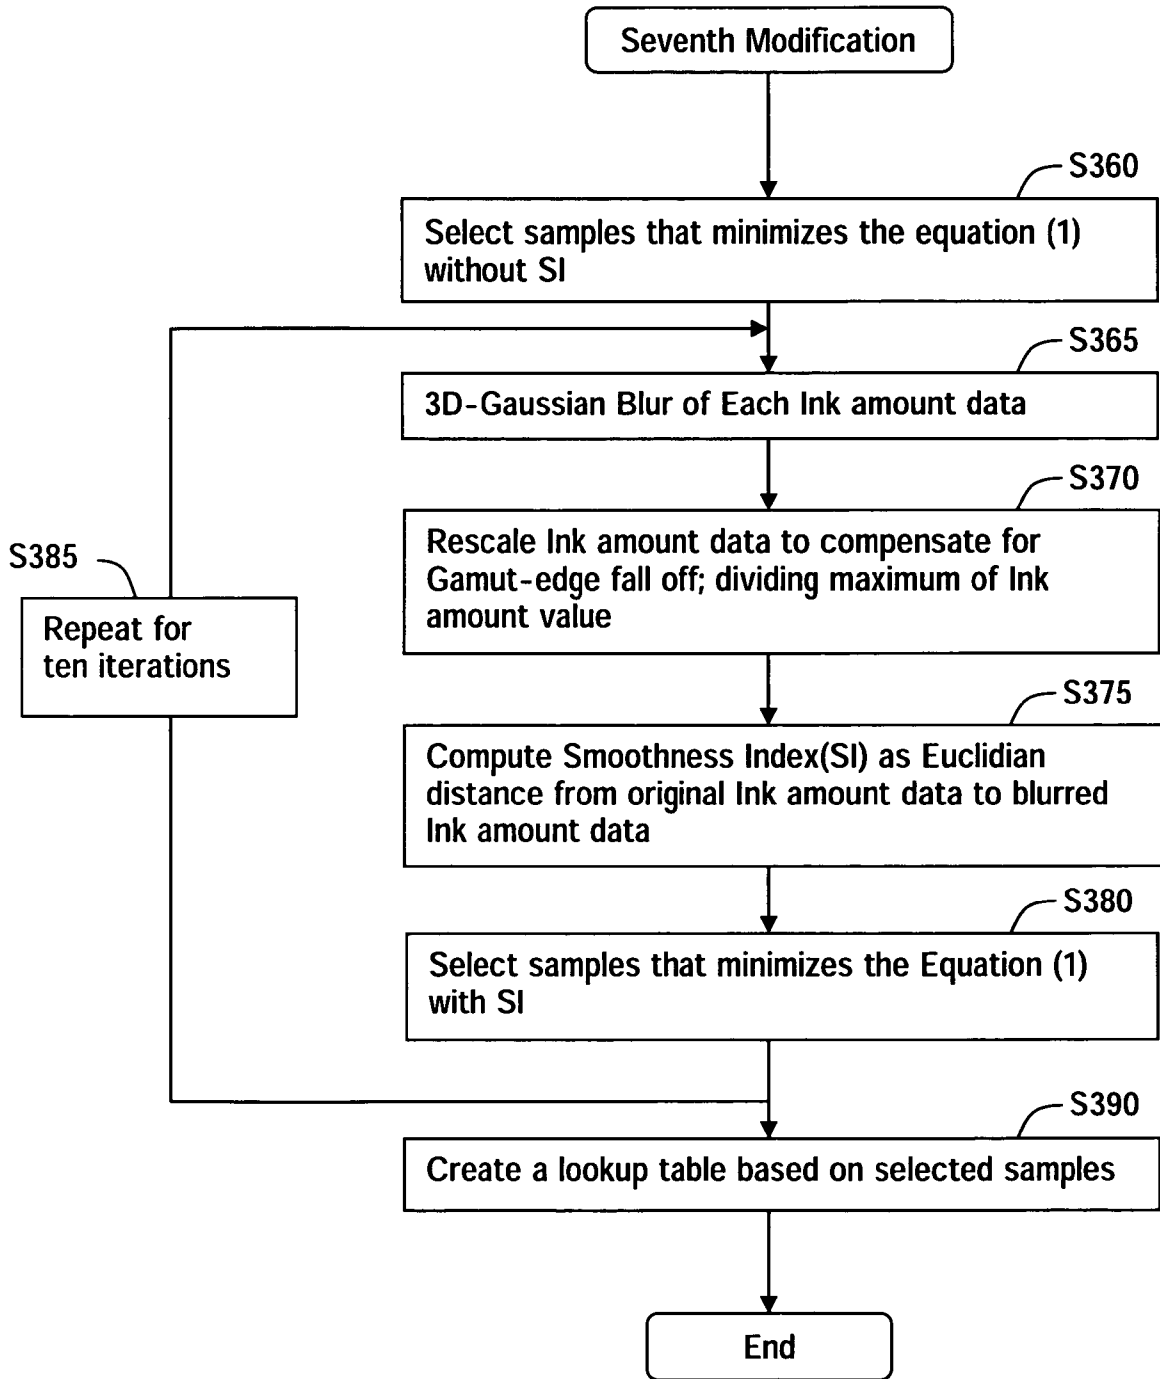 Seventh Modification
S360
Select samples that minimizes the equation (1)
without SI
S365
3D-Gaussian Blur of Each Ink amount data
S370
Rescale Ink amount data to compensate for
Gamut-edge fall off; dividing maximum of Ink
amount value
S385
Repeat for
ten iterations
S375
Compute Smoothness Index(SI) as Euclidian
distance from original Ink amount data to blurred
Ink amount data
S380
Select samples that minimizes the Equation (1)
with SI
S390
Create a lookup table based on selected samples
End